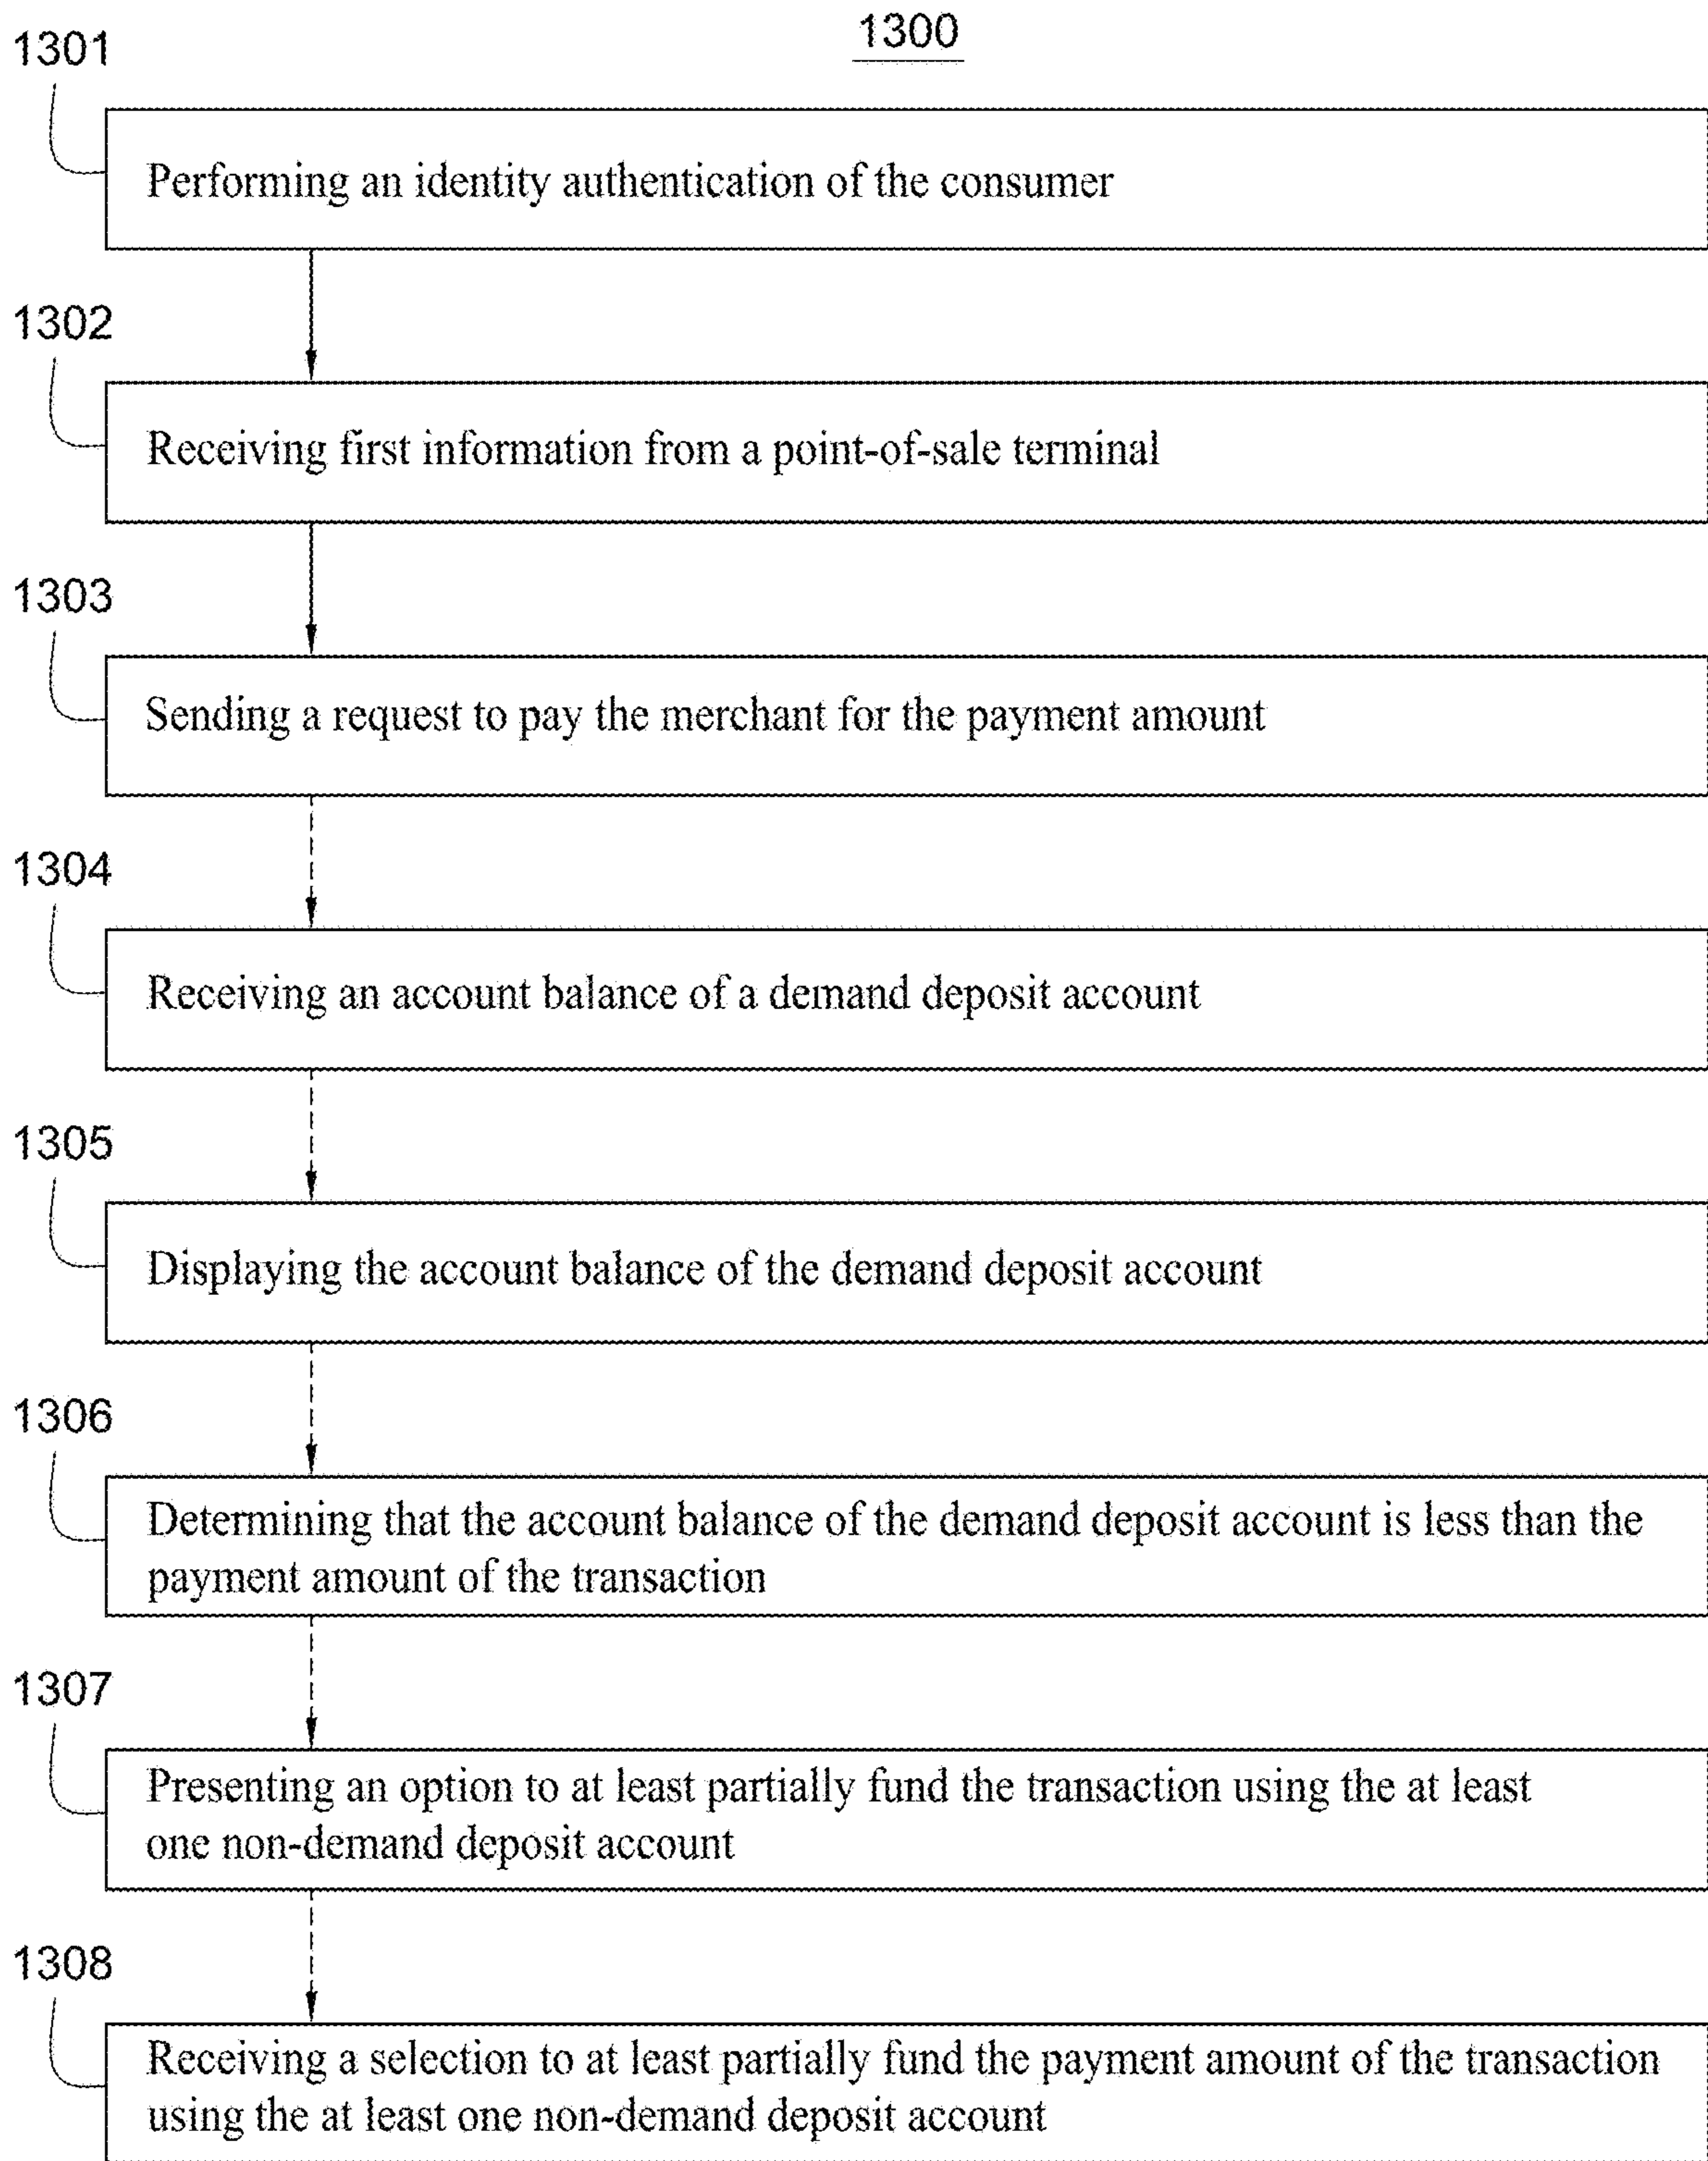 1300
1301
Performing an identity authentication of the consumer
1302
Receiving first information from a point-of-sale terminal
1303
Sending a request to pay the merchant for the payment amount
1304
Receiving an account balance of a demand deposit account
1305
Displaying the account balance of the demand deposit account
1306
Determining that the account balance of the demand deposit account is less than the
payment amount of the transaction
1307
Presenting an option to at least partially fund the transaction using the at least
one non-demand deposit account
1308
Receiving a selection to at least partially fund the payment amount of the transaction
using the at least one non-demand deposit account